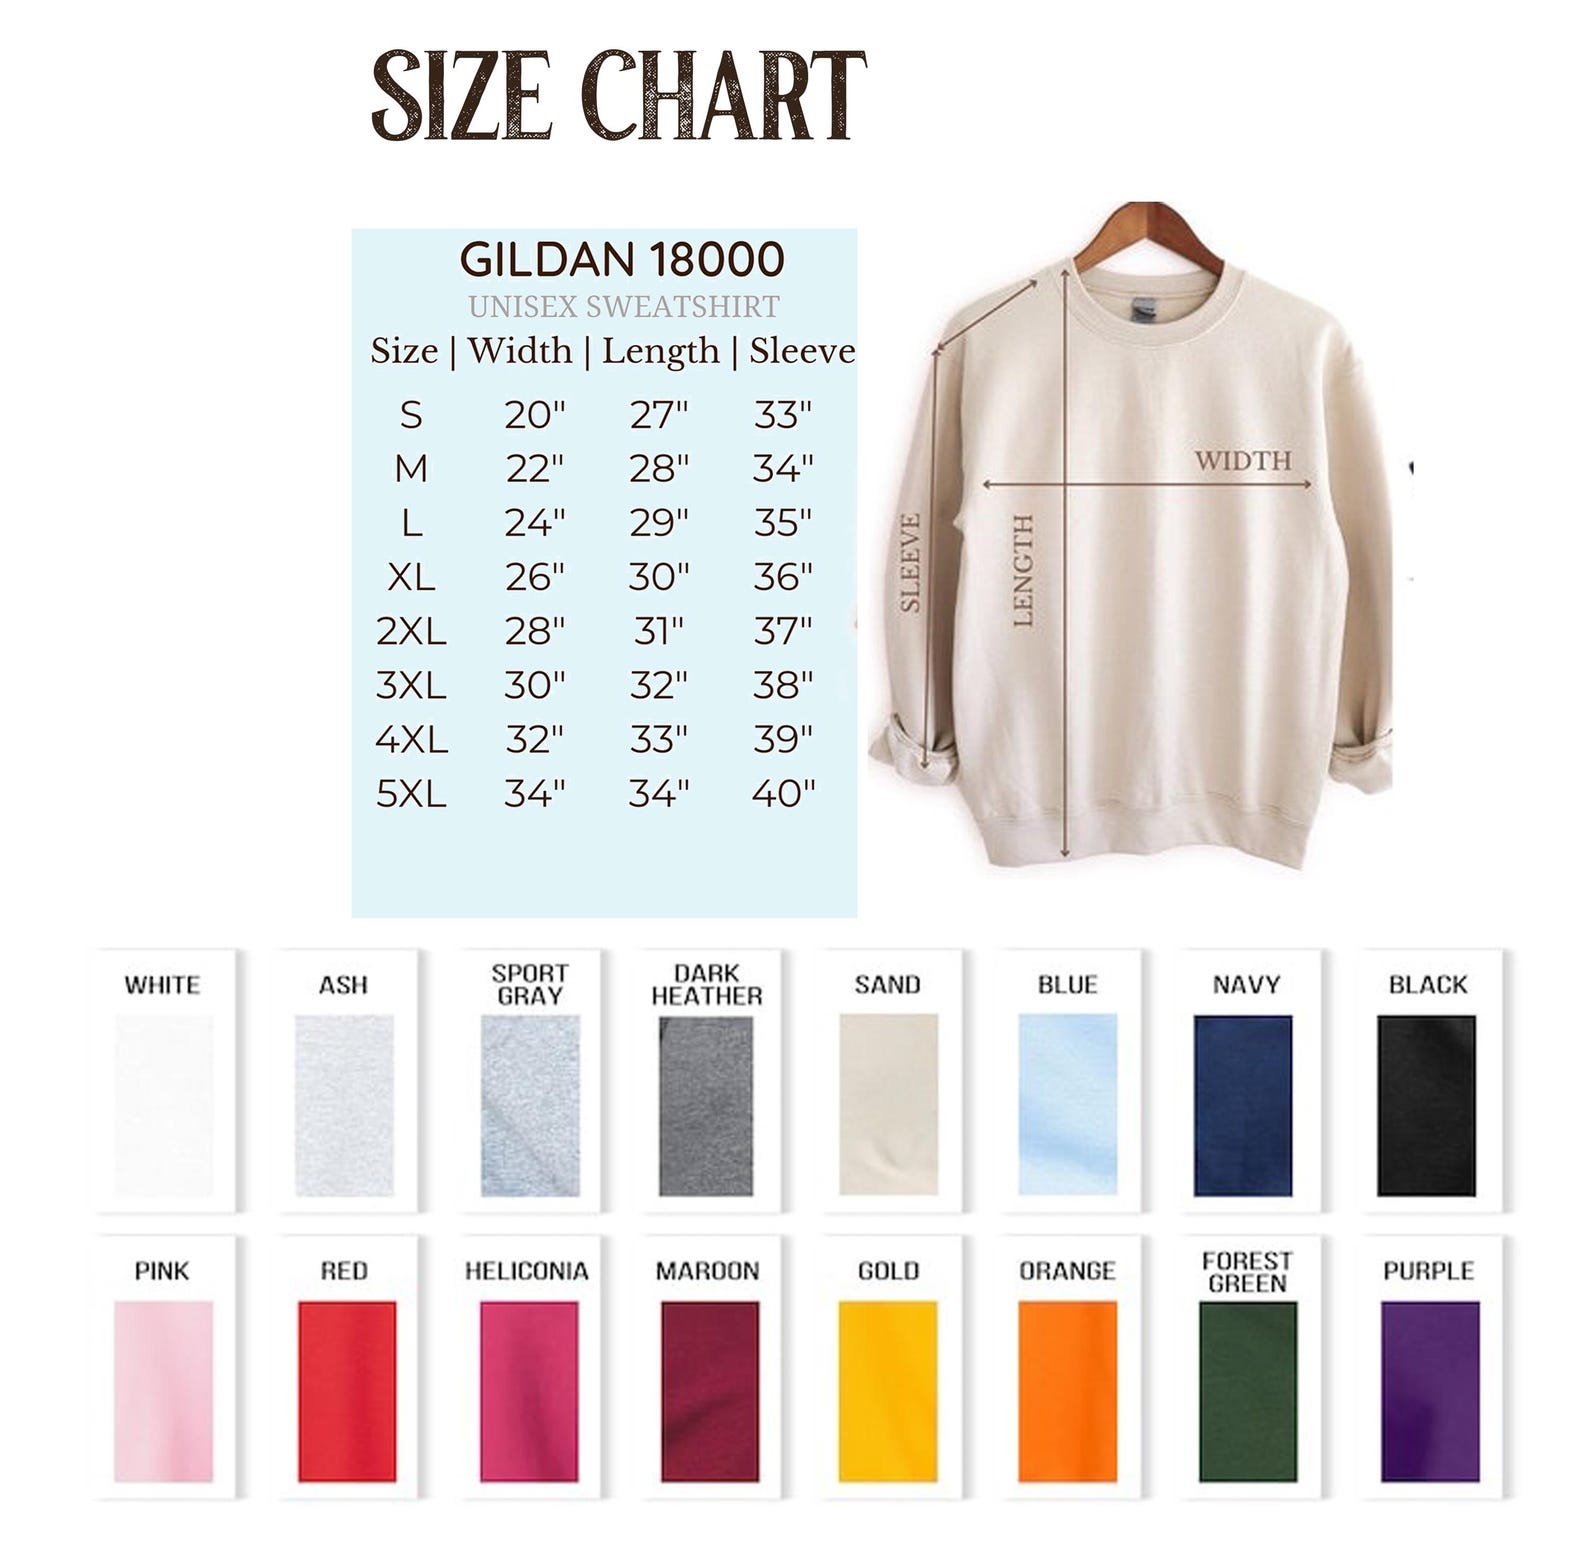 SIZE CHART
GILDAN 18000
UNISEX SWEATSHIRT
Size | Width | Length | Sleeve
S 20" 27" 33"
M 22" 28" 34"
L 24" 29" 35"
XL 26" 30" 36"
2XL 28" 31" 37"
3XL 30" 32" 38"
4XL 32" 33" 39"
5XL 34" 34" 40"
WIDTH
SLEEVE
LENGTH
WHITE
ASH
SPORT
GRAY
DARK
HEATHER
SAND
BLUE
NAVY
BLACK
PINK
RED
HELICONIA
MAROON
GOLD
ORANGE
FOREST
GREEN
PURPLE